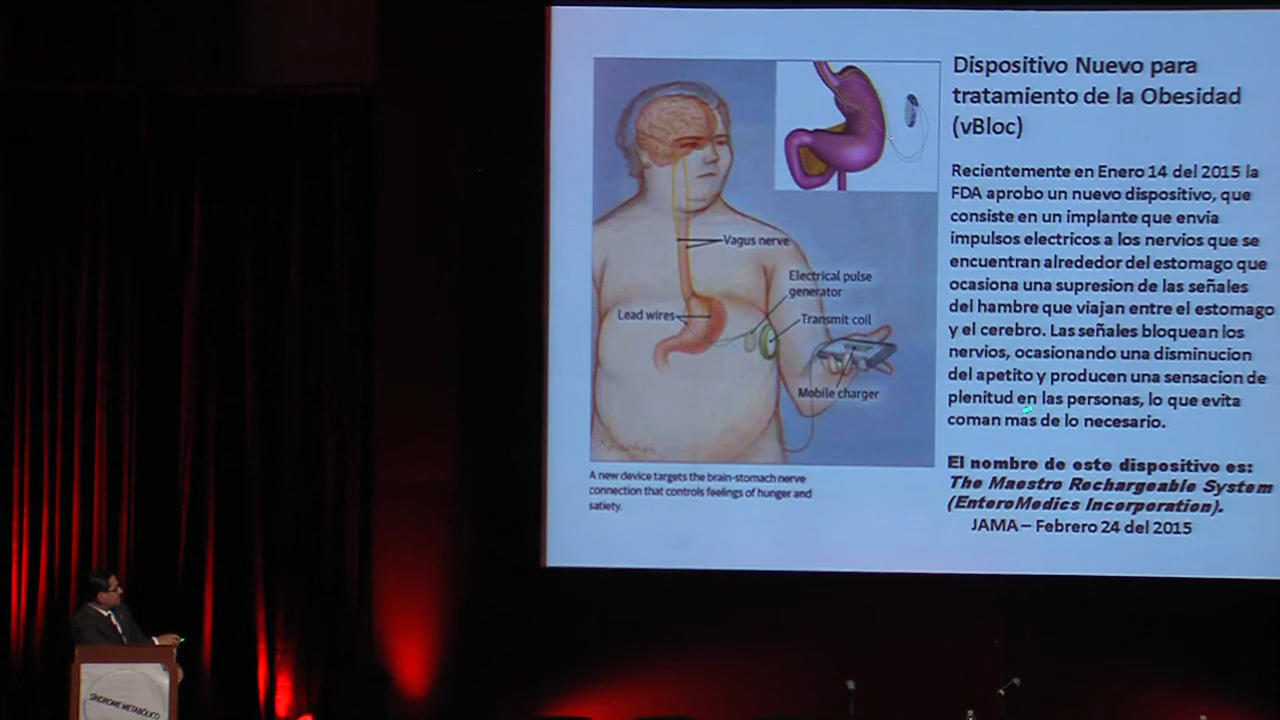 Dispositivo Nuevo para
tratamiento de la Obesidad
(vBloc)
Recientemente en Enero 14 del 2015 la
FDA aprobo un nuevo dispositivo, que
consiste en un implante que envia
impulsos electricos a los nervios que se
encuentran alrededor del estomago que
ocasiona una supresion de las señales
del hambre que viajan entre el estomago
y el cerebro. Las señales bloquean los
nervios, ocasionando una disminucion
del apetito y producen una sensacion de
plenitud en las personas, lo que evita
coman mas de lo necesario.
El nombre de este dispositivo es:
The Maestro Rechargeable System
(EnteroMedics Incorporation).
JAMA – Febrero 24 del 2015
Vagus nerve
Electrical pulse
generator
Lead wires
Transmit coil
Mobile charger
A new device targets the brain-stomach nerve
connection that controls feelings of hunger and
satiety.
SÍNDROME METABÓLICO